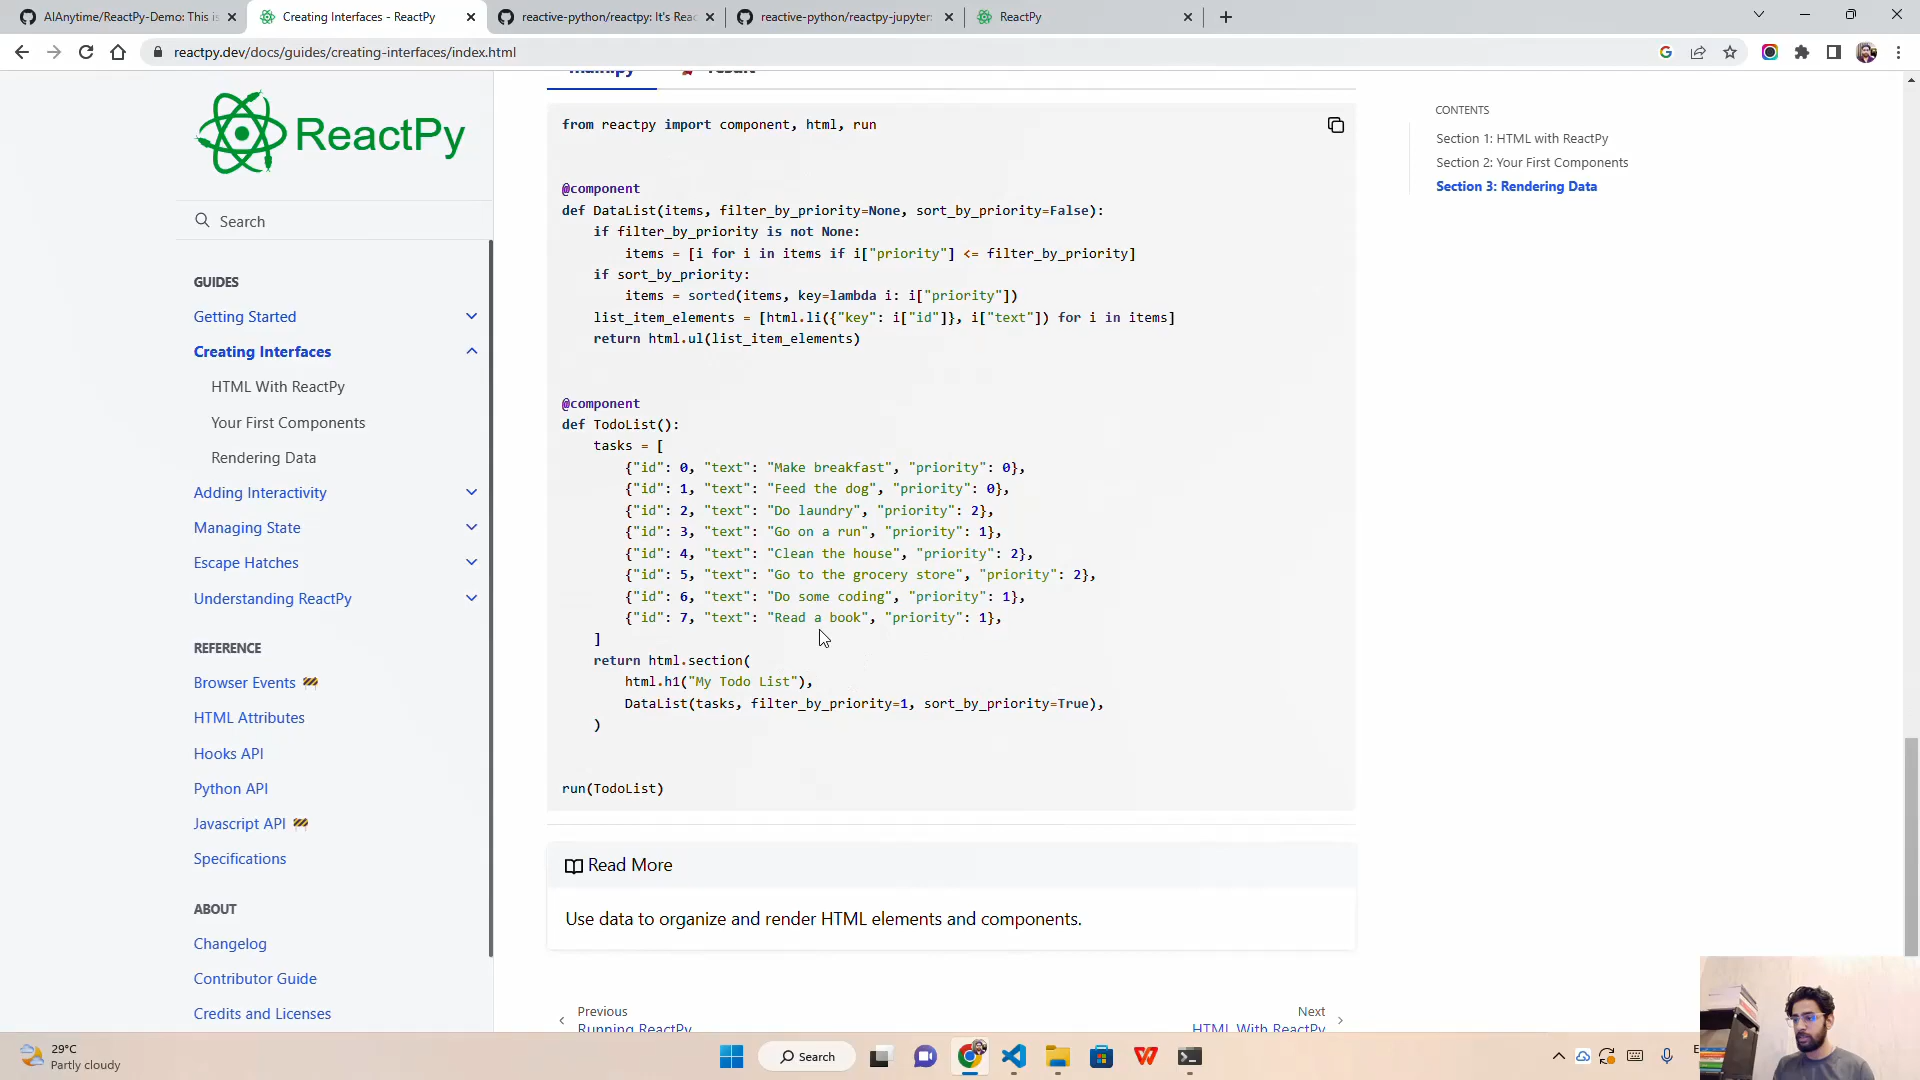 AIAnytime/ReactPy-Demo: This is
Creating Interfaces - ReactPy
reactive-python/reactpy: It's Reac
reactive-python/reactpy-jupyter:
ReactPy
reactpy.dev/docs/guides/creating-interfaces/index.html
ReactPy
Search
GUIDES
Getting Started
Creating Interfaces
HTML With ReactPy
Your First Components
Rendering Data
Adding Interactivity
Managing State
Escape Hatches
Understanding ReactPy
REFERENCE
Browser Events
HTML Attributes
Hooks API
Python API
Javascript API
Specifications
ABOUT
Changelog
Contributor Guide
Credits and Licenses
main.py
result
from reactpy import component, html, run
@component
def DataList(items, filter_by_priority=None, sort_by_priority=False):
    if filter_by_priority is not None:
        items = [i for i in items if i["priority"] <= filter_by_priority]
    if sort_by_priority:
        items = sorted(items, key=lambda i: i["priority"])
    list_item_elements = [html.li({"key": i["id"]}, i["text"]) for i in items]
    return html.ul(list_item_elements)
@component
def TodoList():
    tasks = [
        {"id": 0, "text": "Make breakfast", "priority": 0},
        {"id": 1, "text": "Feed the dog", "priority": 0},
        {"id": 2, "text": "Do laundry", "priority": 2},
        {"id": 3, "text": "Go on a run", "priority": 1},
        {"id": 4, "text": "Clean the house", "priority": 2},
        {"id": 5, "text": "Go to the grocery store", "priority": 2},
        {"id": 6, "text": "Do some coding", "priority": 1},
        {"id": 7, "text": "Read a book", "priority": 1},
    ]
    return html.section(
        html.h1("My Todo List"),
        DataList(tasks, filter_by_priority=1, sort_by_priority=True),
    )
run(TodoList)
Read More
Use data to organize and render HTML elements and components.
Previous
Running ReactPy
Next
HTML With ReactPy
CONTENTS
Section 1: HTML with ReactPy
Section 2: Your First Components
Section 3: Rendering Data
29°C
Partly cloudy
Search